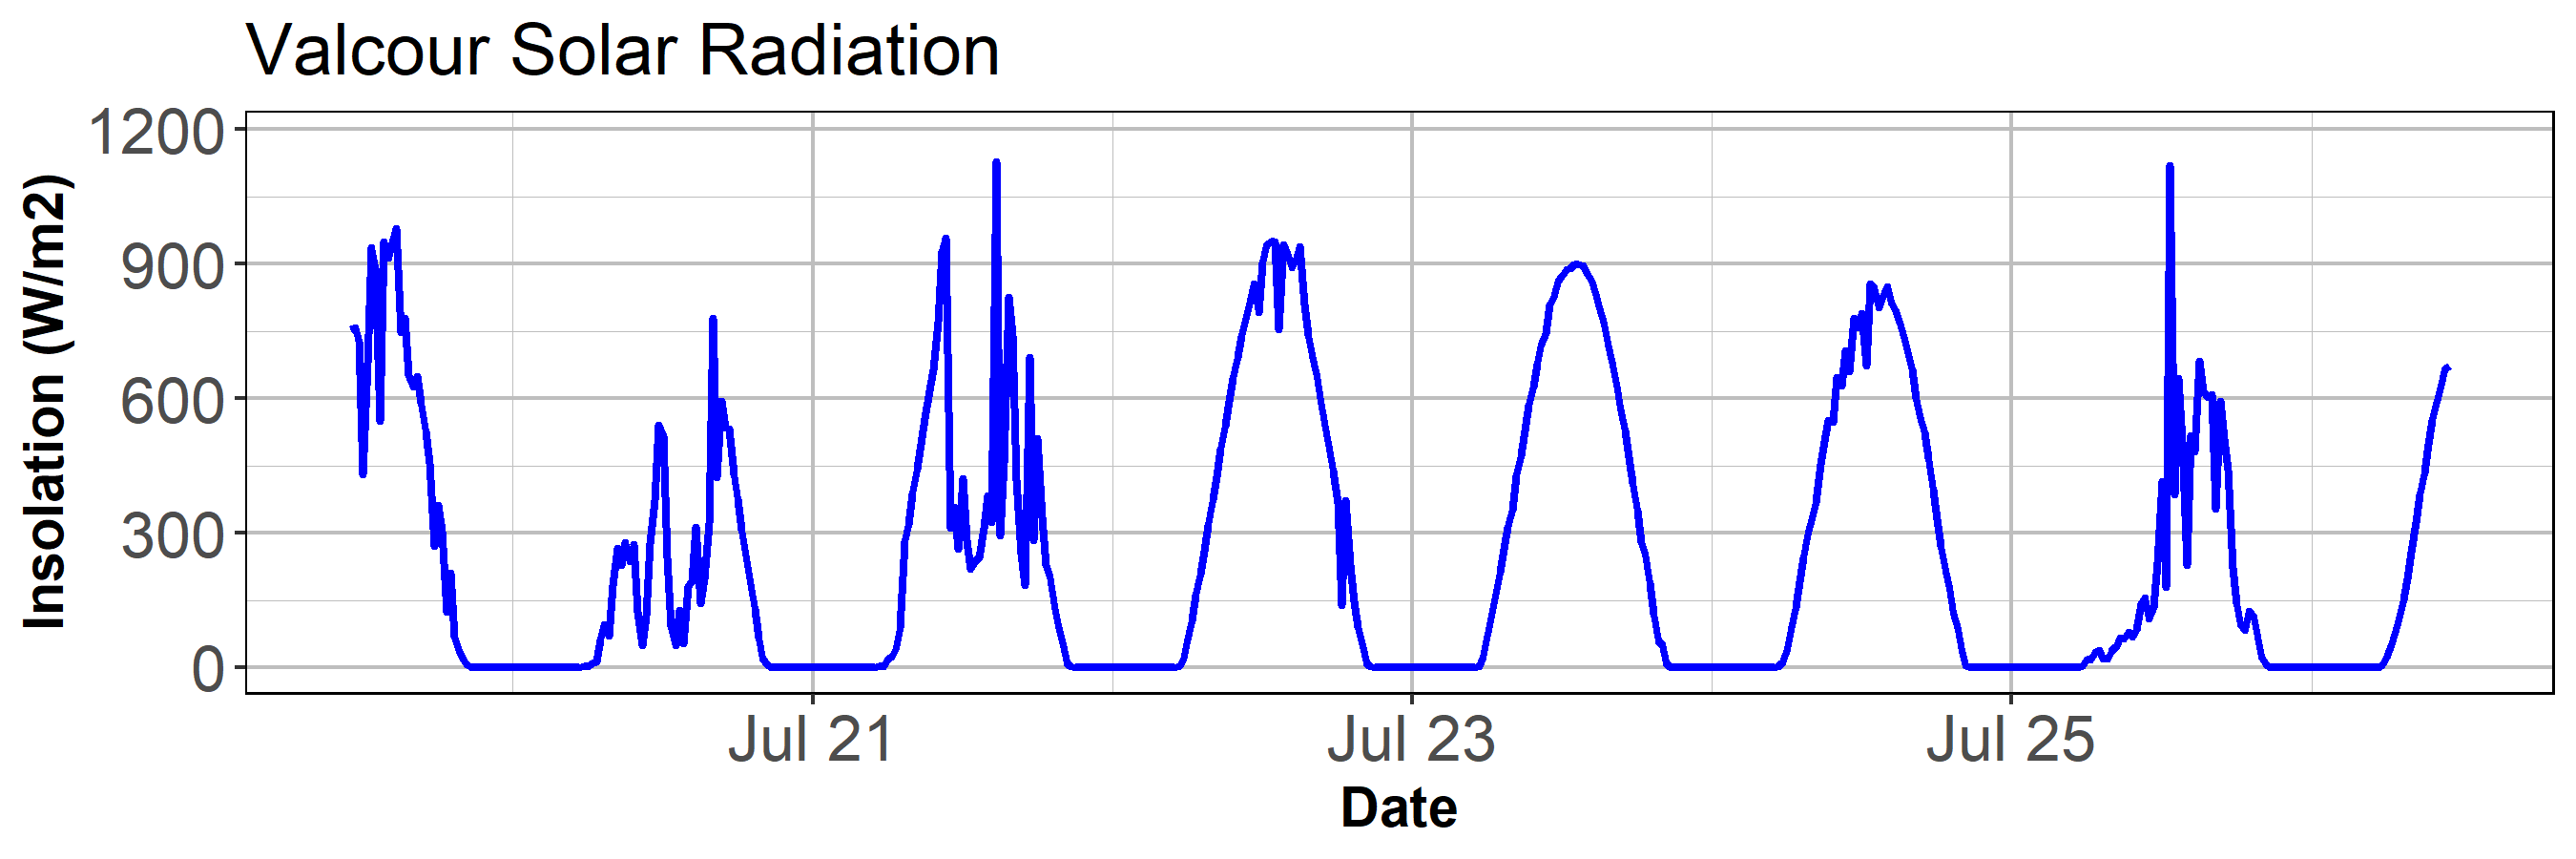 Valcour Solar Radiation
Insolation (W/m2)
1200
900
600
300
0
Jul 21
Jul 23
Jul 25
Date